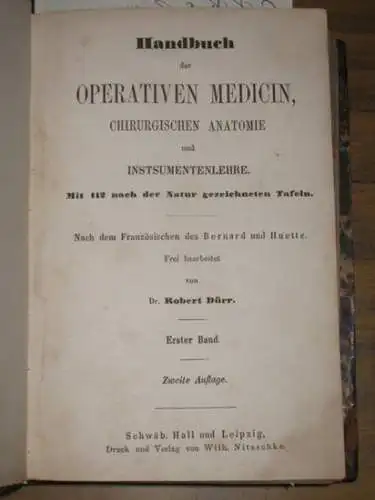 Handbuch
der
OPERATIVEN MEDICIN,
CHIRURGISCHEN ANATOMIE
und
INSTSUMENTENLEHRE.
Mit 112 nach der Natur gezeichneten Tafeln.
Nach dem Französischen des Bernard und Huette.
Frei bearbeitet
von
Dr. Robert Dürr.
Erster Band.
Zweite Auflage.
Schwäb. Hall und Leipzig,
Druck und Verlag von Wilh. Nitzschke.